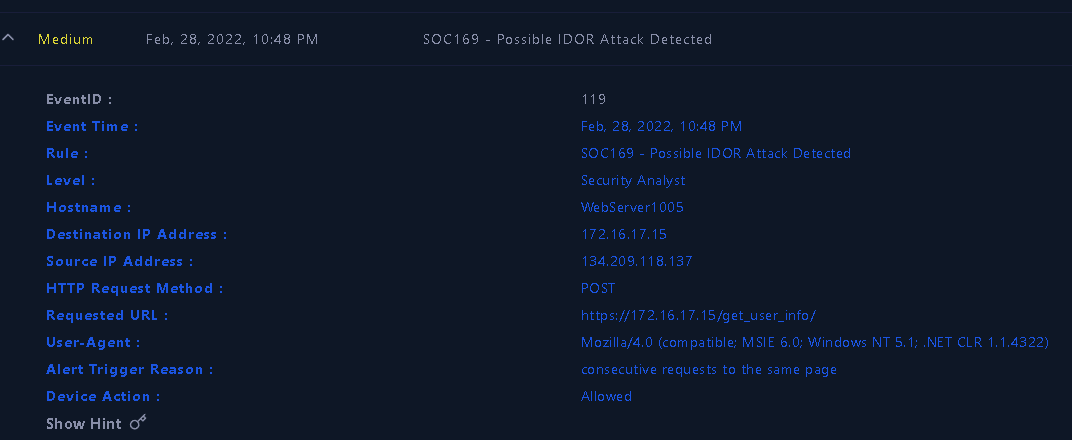 Medium Feb, 28, 2022, 10:48 PM SOC169 - Possible IDOR Attack Detected
EventID : 119
Event Time : Feb, 28, 2022, 10:48 PM
Rule : SOC169 - Possible IDOR Attack Detected
Level : Security Analyst
Hostname : WebServer1005
Destination IP Address : 172.16.17.15
Source IP Address : 134.209.118.137
HTTP Request Method : POST
Requested URL : https://172.16.17.15/get_user_info/
User-Agent : Mozilla/4.0 (compatible; MSIE 6.0; Windows NT 5.1; .NET CLR 1.1.4322)
Alert Trigger Reason : consecutive requests to the same page
Device Action : Allowed
Show Hint